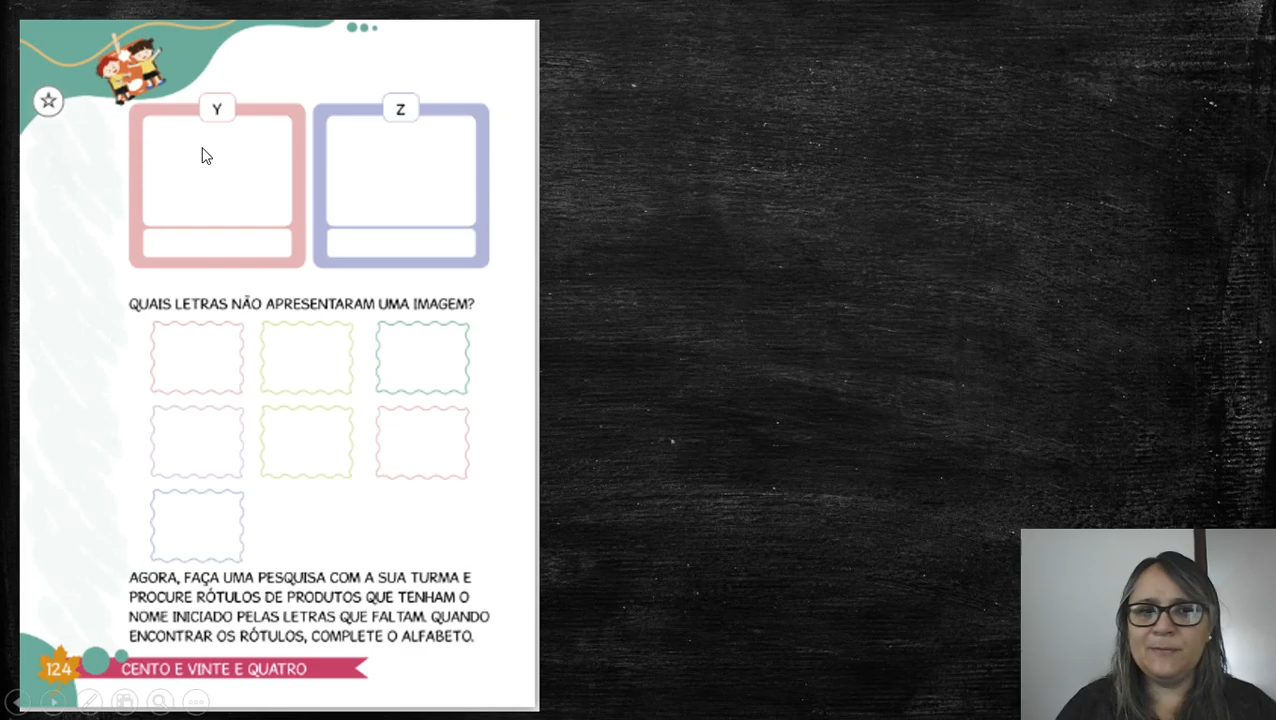 Y
Z
QUAIS LETRAS NÃO APRESENTARAM UMA IMAGEM?
AGORA, FAÇA UMA PESQUISA COM A SUA TURMA E
PROCURE RÓTULOS DE PRODUTOS QUE TENHAM O
NOME INICIADO PELAS LETRAS QUE FALTAM. QUANDO
ENCONTRAR OS RÓTULOS, COMPLETE O ALFABETO.
124
CENTO E VINTE E QUATRO